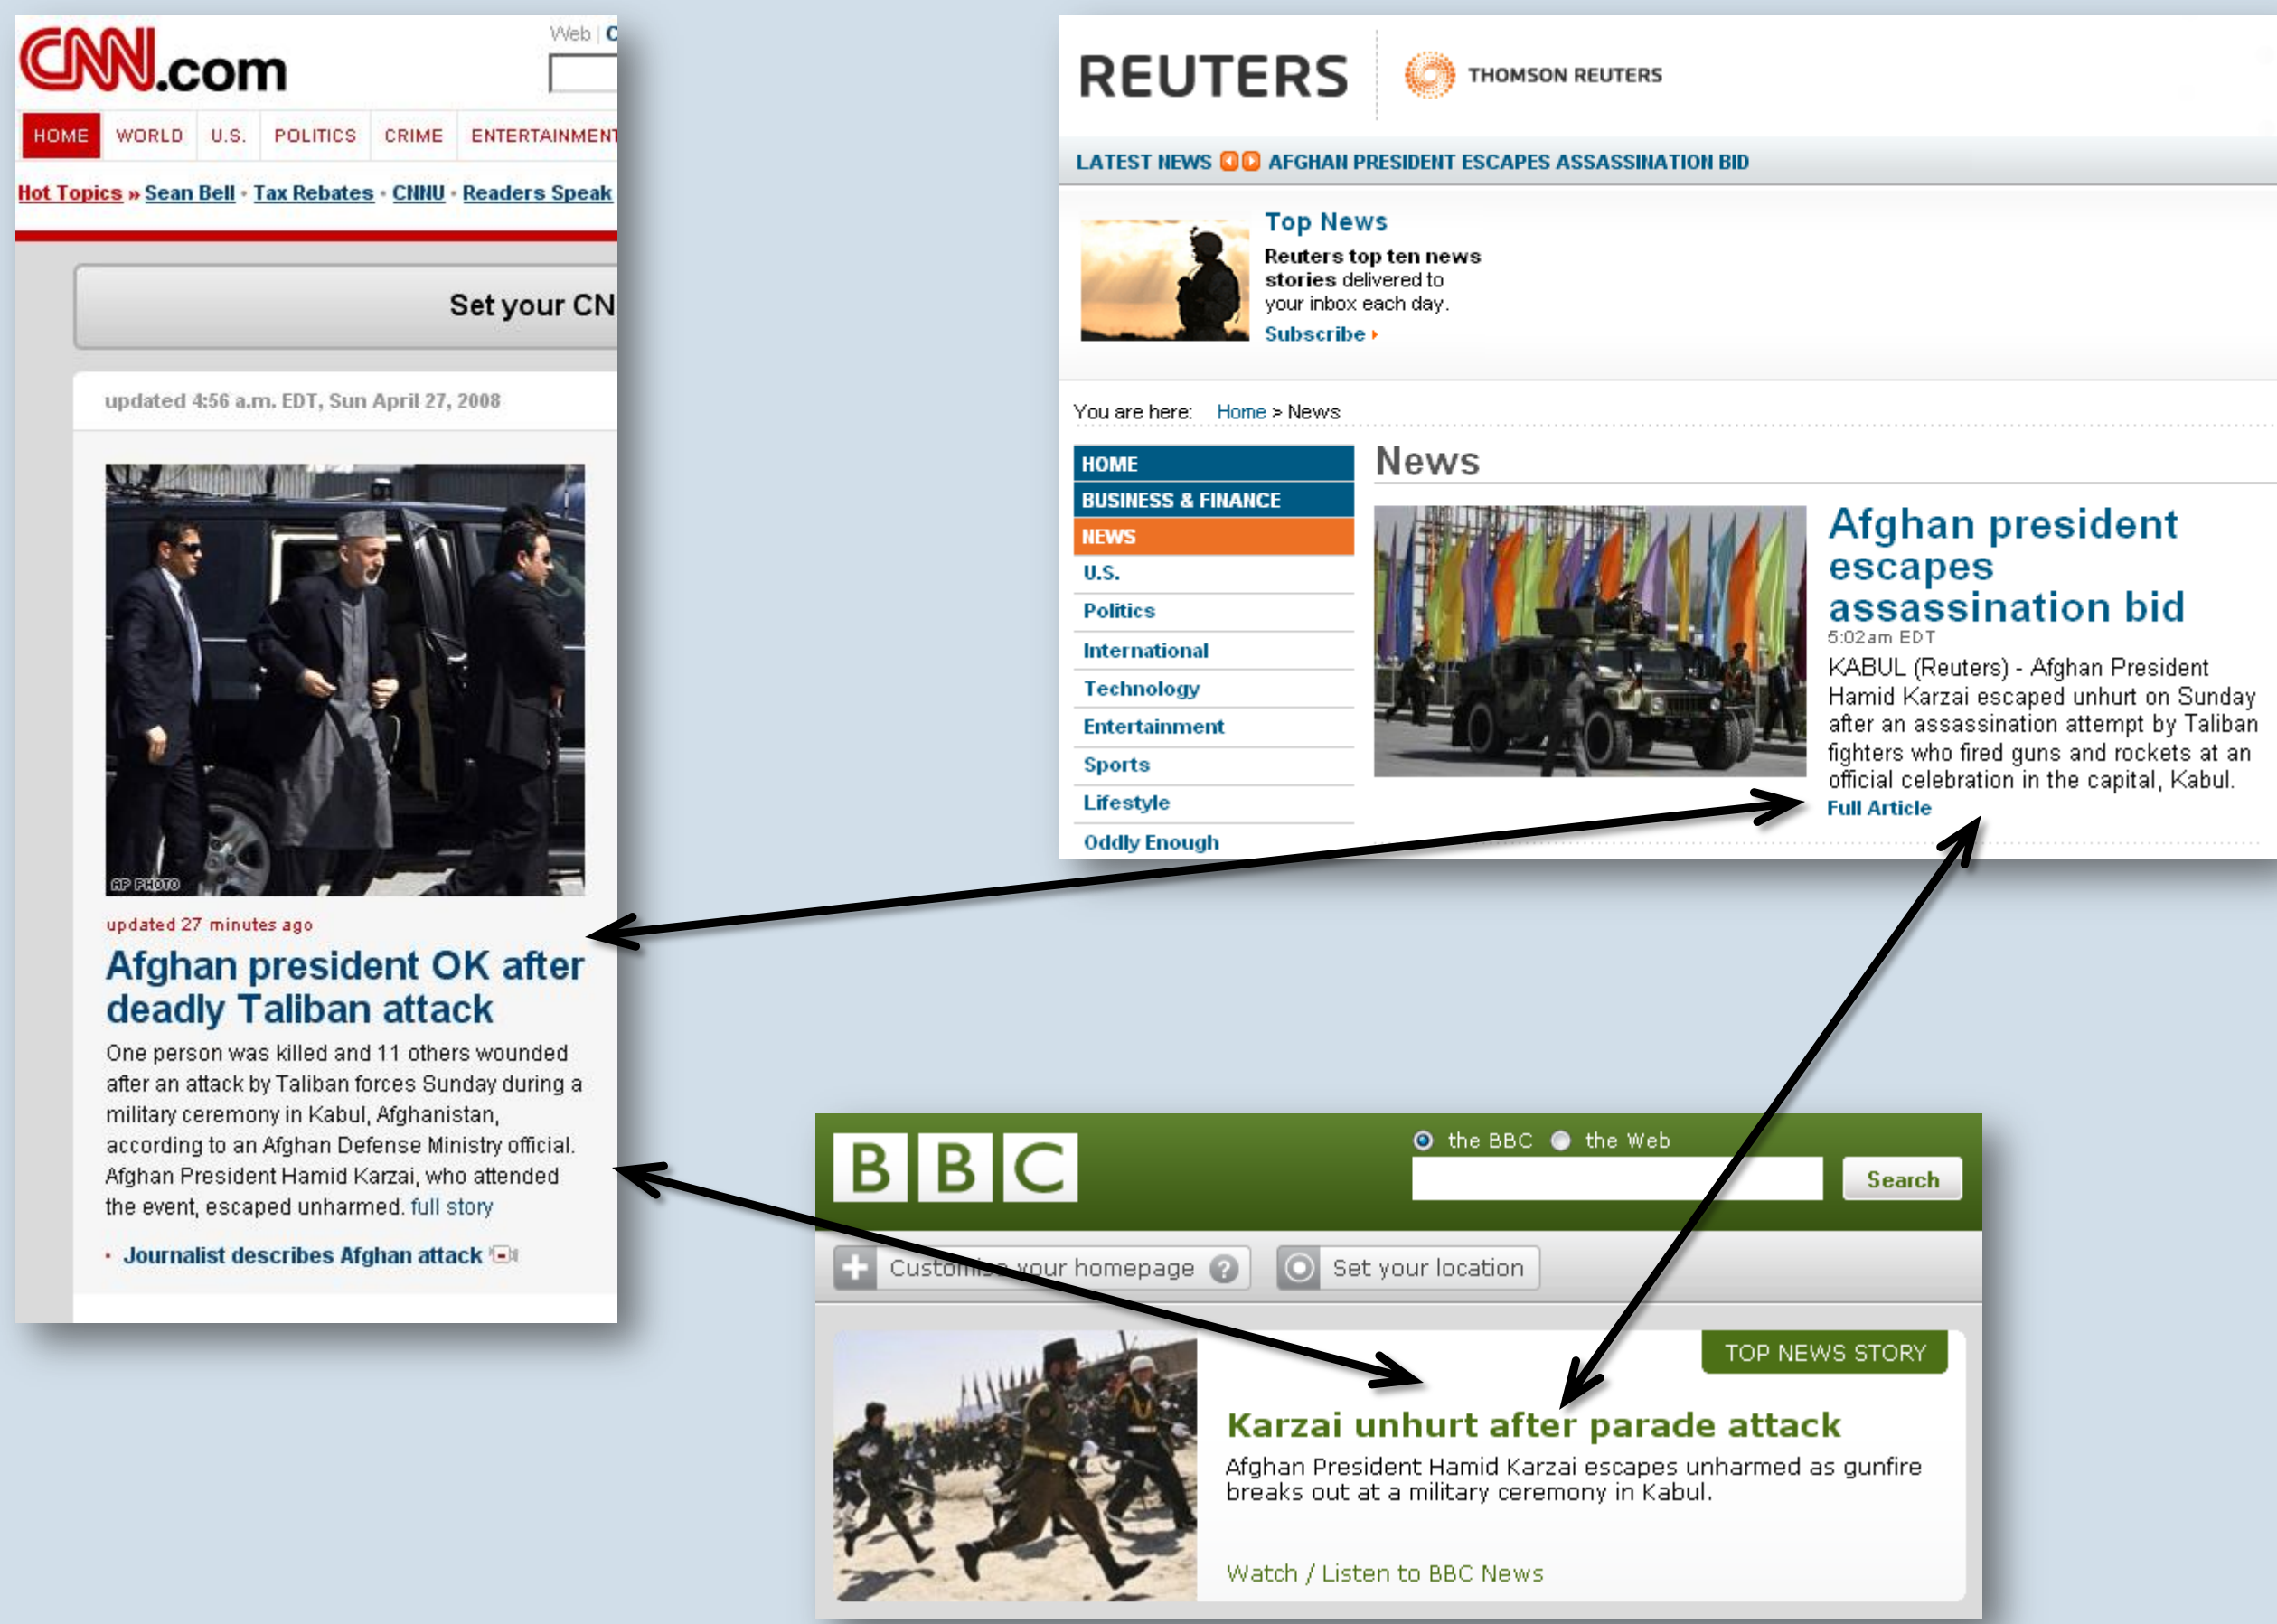 CNN.com
Web | C
HOME WORLD U.S. POLITICS CRIME ENTERTAINMENT
Hot Topics » Sean Bell • Tax Rebates • CNNU • Readers Speak
Set your CN
updated 4:56 a.m. EDT, Sun April 27, 2008
AP PHOTO
updated 27 minutes ago
Afghan president OK after
deadly Taliban attack
One person was killed and 11 others wounded
after an attack by Taliban forces Sunday during a
military ceremony in Kabul, Afghanistan,
according to an Afghan Defense Ministry official.
Afghan President Hamid Karzai, who attended
the event, escaped unharmed. full story
• Journalist describes Afghan attack
REUTERS THOMSON REUTERS
LATEST NEWS AFGHAN PRESIDENT ESCAPES ASSASSINATION BID
Top News
Reuters top ten news
stories delivered to
your inbox each day.
Subscribe
You are here: Home > News
HOME
BUSINESS & FINANCE
NEWS
U.S.
Politics
International
Technology
Entertainment
Sports
Lifestyle
Oddly Enough
News
Afghan president
escapes
assassination bid
5:02am EDT
KABUL (Reuters) - Afghan President
Hamid Karzai escaped unhurt on Sunday
after an assassination attempt by Taliban
fighters who fired guns and rockets at an
official celebration in the capital, Kabul.
Full Article
BBC
the BBC the Web
Search
Customise your homepage ? Set your location
TOP NEWS STORY
Karzai unhurt after parade attack
Afghan President Hamid Karzai escapes unharmed as gunfire
breaks out at a military ceremony in Kabul.
Watch / Listen to BBC News